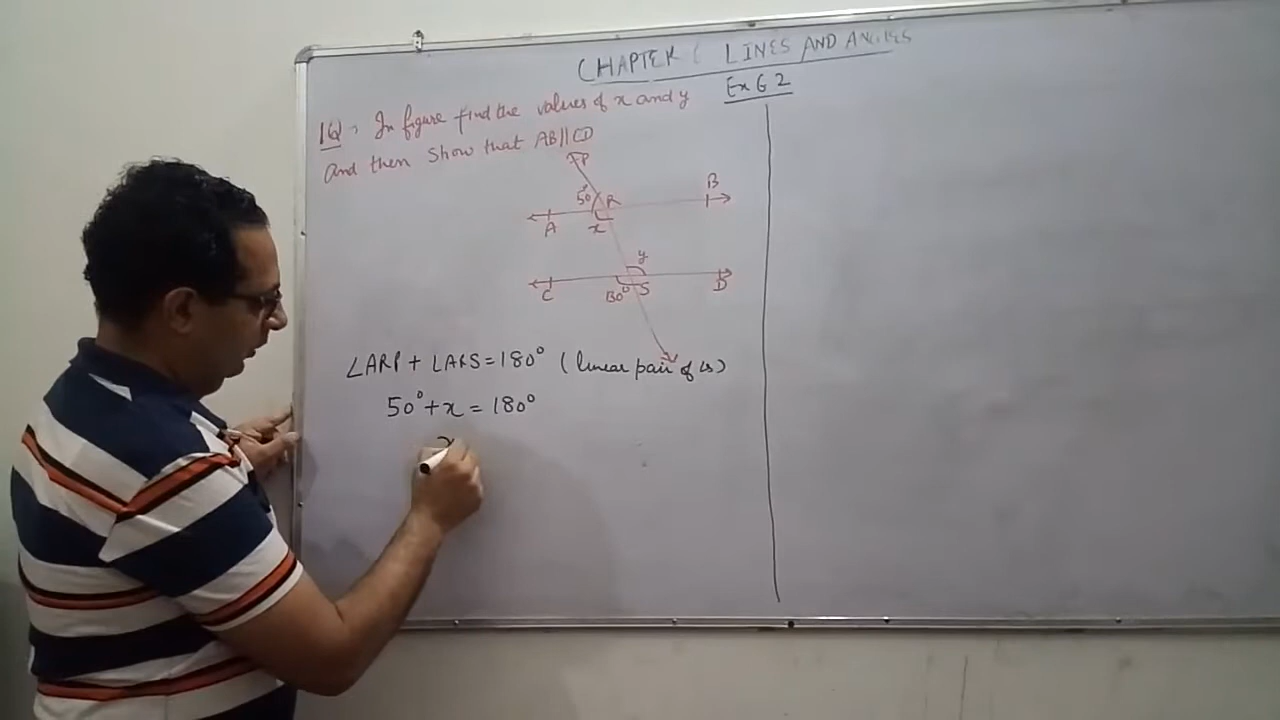 CHAPTER 6 LINES AND ANGLES
Ex 6 2
1Q, In figure find the values of x and y
and then show that AB||CD
P
50° R B
A x
y
C 130° S D
∠ARP + ∠ARS = 180° (linear pair of ∠s)
50° + x = 180°
x